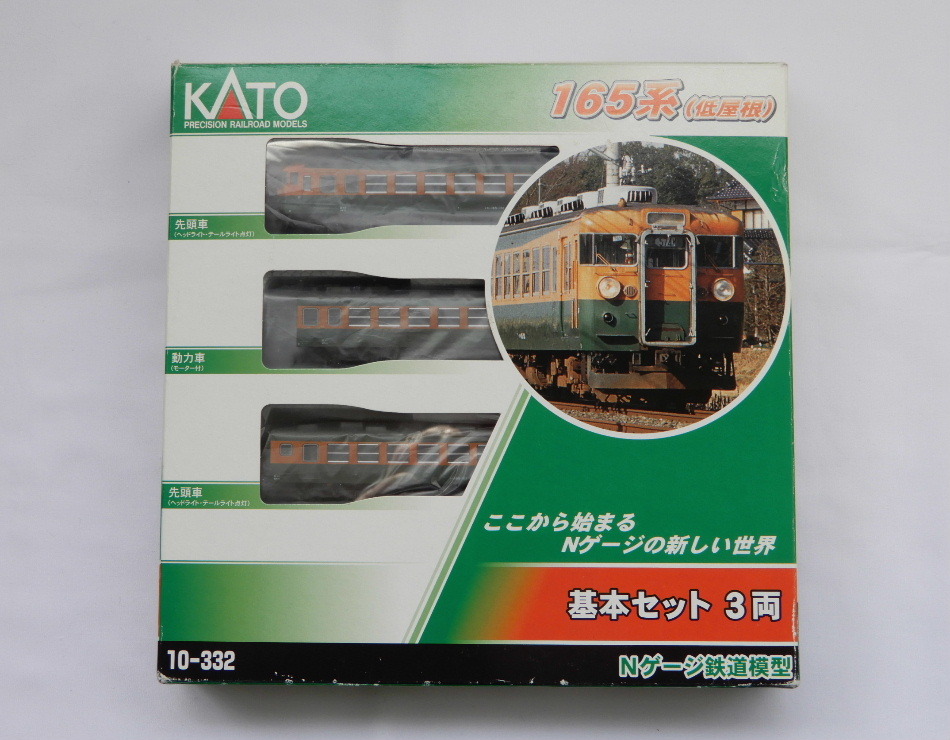 KATO
PRECISION RAILROAD MODELS
165系(低屋根)
先頭車
(ヘッドライト・テールライト点灯)
動力車
(モーター付)
先頭車
(ヘッドライト・テールライト点灯)
ここから始まる
Nゲージの新しい世界
基本セット 3両
10-332
Nゲージ鉄道模型